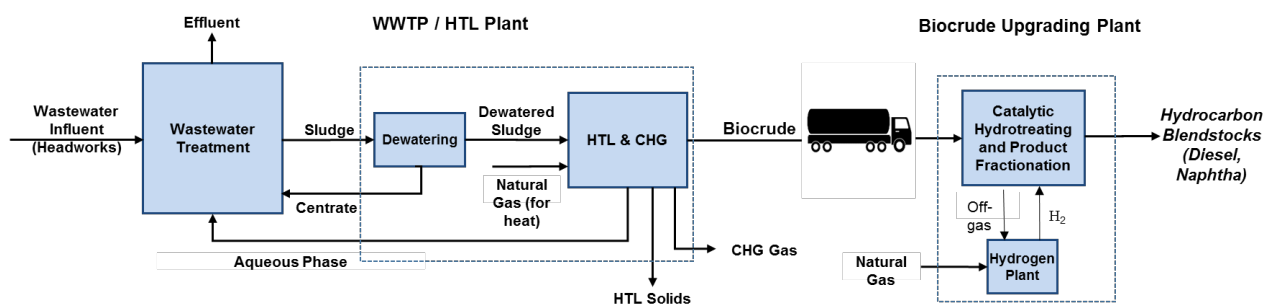 Effluent
WWTP / HTL Plant
Biocrude Upgrading Plant
Wastewater
Influent
(Headworks)
Wastewater
Treatment
Sludge
Dewatering
Dewatered
Sludge
HTL & CHG
Natural
Gas (for
heat)
Centrate
Aqueous Phase
CHG Gas
HTL Solids
Biocrude
Catalytic
Hydrotreating
and Product
Fractionation
Hydrocarbon
Blendstocks
(Diesel,
Naphtha)
Off-
gas
H₂
Natural
Gas
Hydrogen
Plant